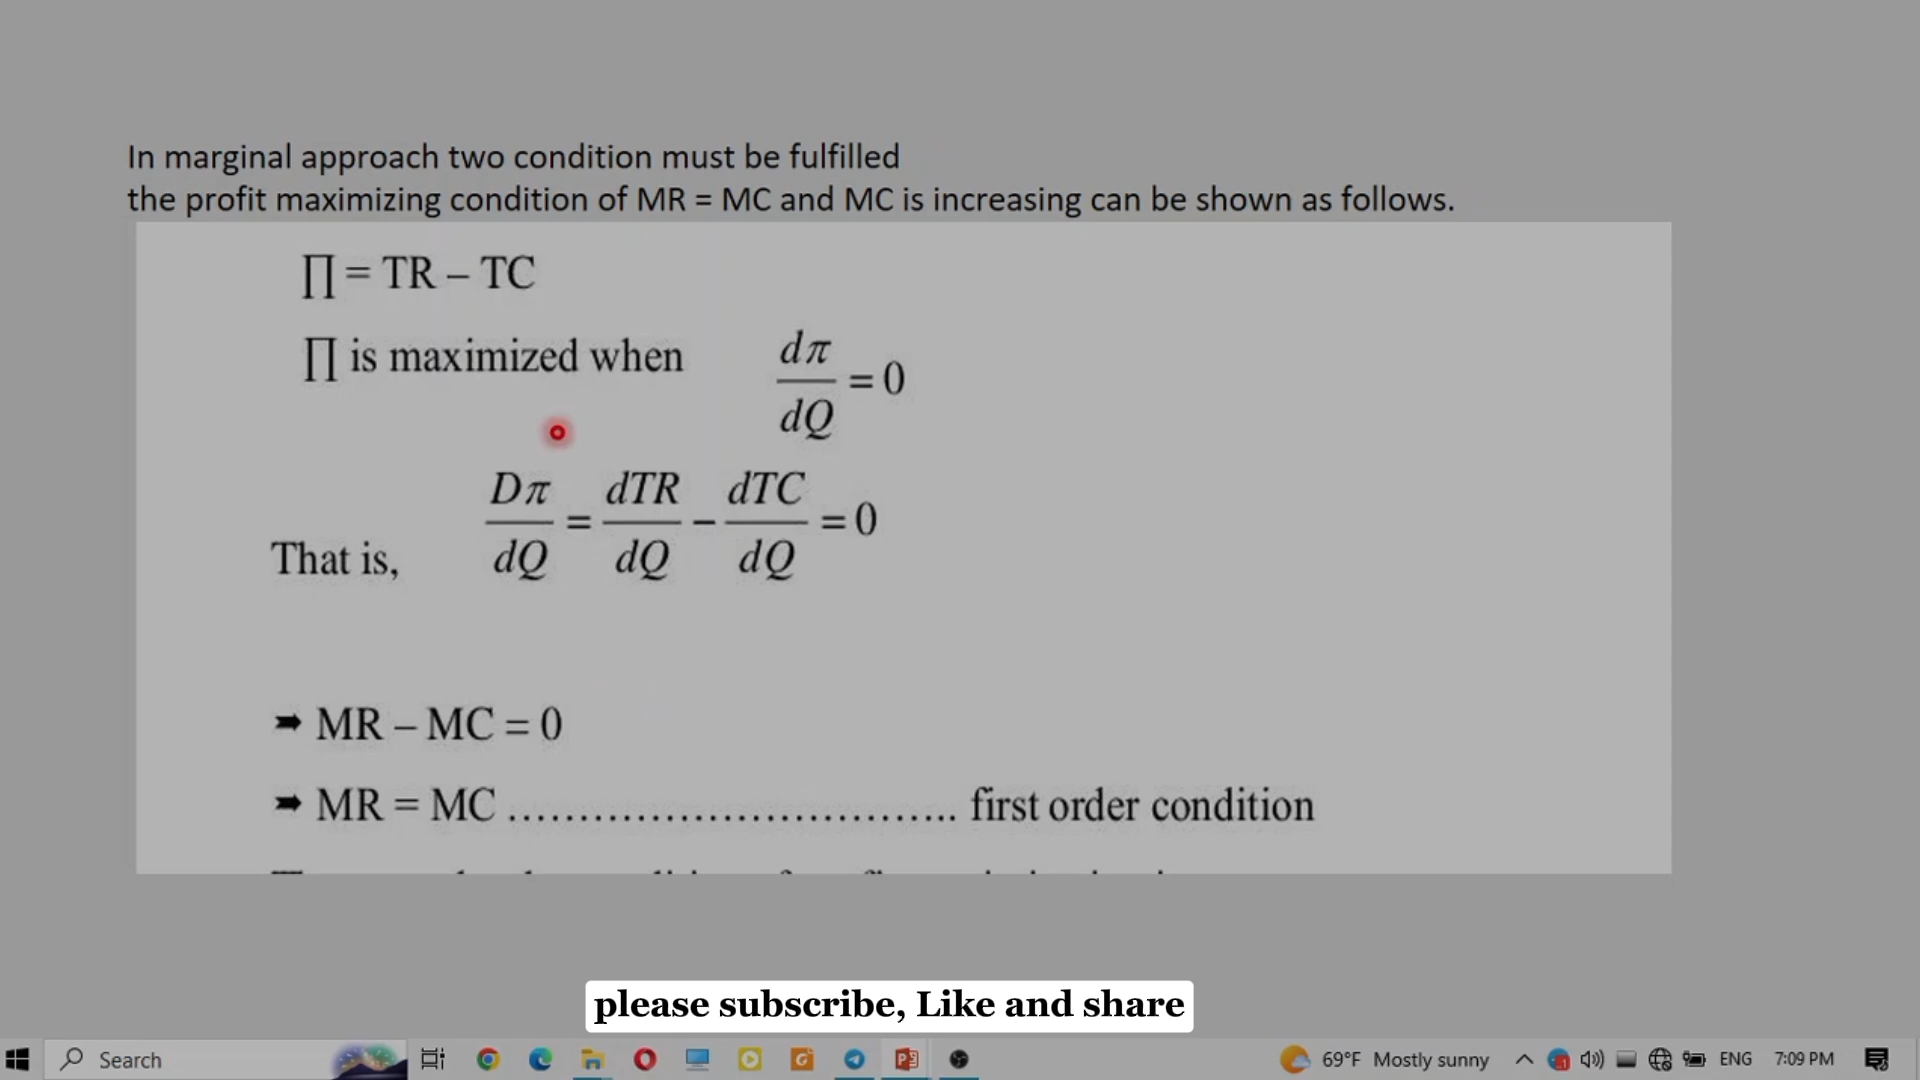 In marginal approach two condition must be fulfilled
the profit maximizing condition of MR = MC and MC is increasing can be shown as follows.
∏ = TR – TC
∏ is maximized when dπ/dQ = 0
That is, Dπ/dQ = dTR/dQ – dTC/dQ = 0
➡ MR – MC = 0
➡ MR = MC ………………………….. first order condition
please subscribe, Like and share
Search
69°F Mostly sunny
ENG
7:09 PM